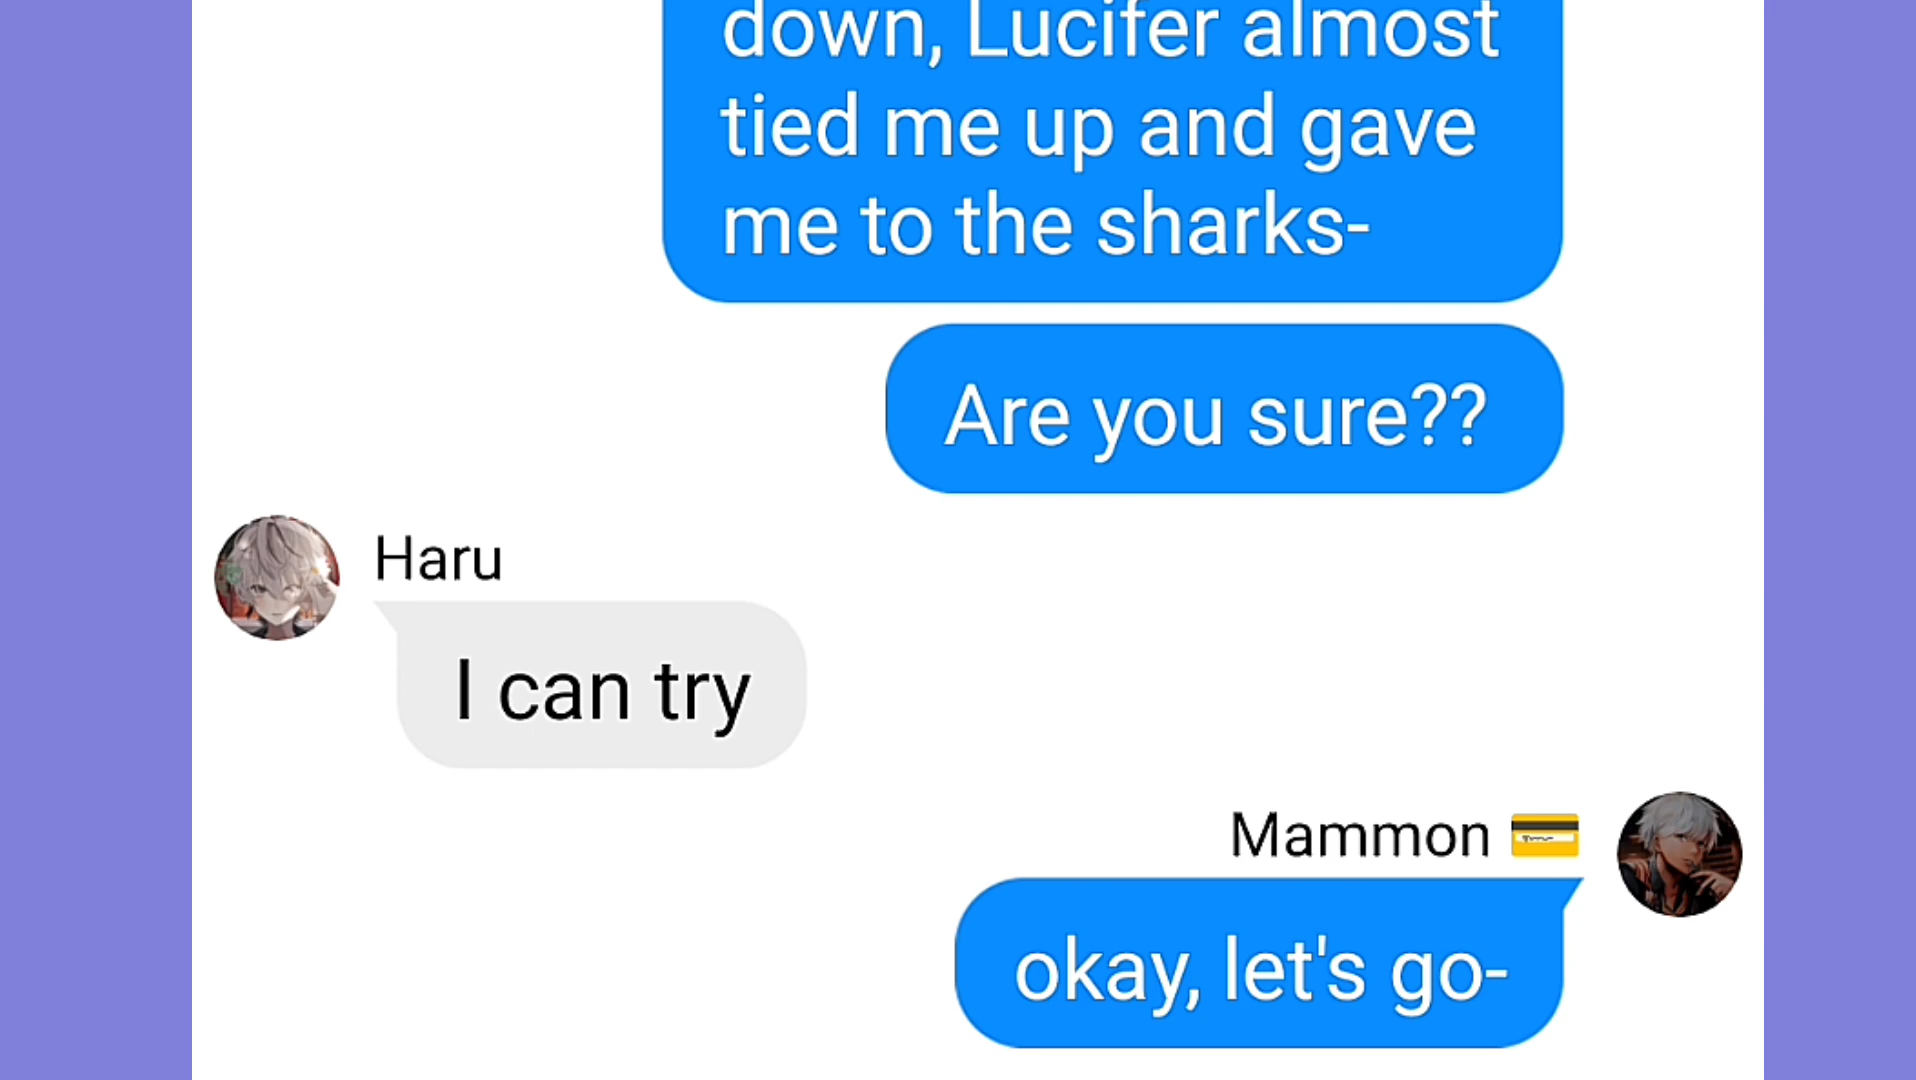 down, Lucifer almost
tied me up and gave
me to the sharks-
Are you sure??
Haru
I can try
Mammon 💳
okay, let's go-